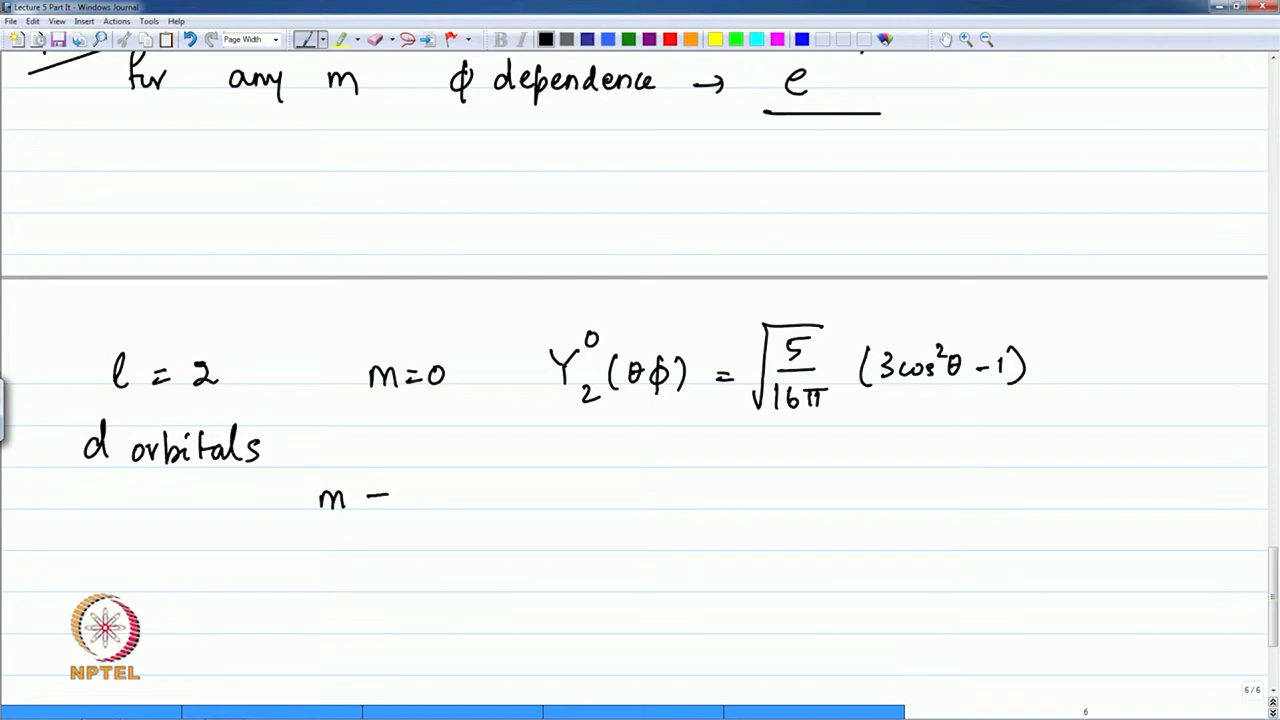 Lecture 5 Part It - Windows Journal
File Edit View Insert Actions Tools Help
Page Width
for any m ϕ dependence → e
l = 2 m=0 Y₂⁰(θϕ) = √(5/16π) (3cos²θ -1)
d orbitals
m -
NPTEL
6/6
6